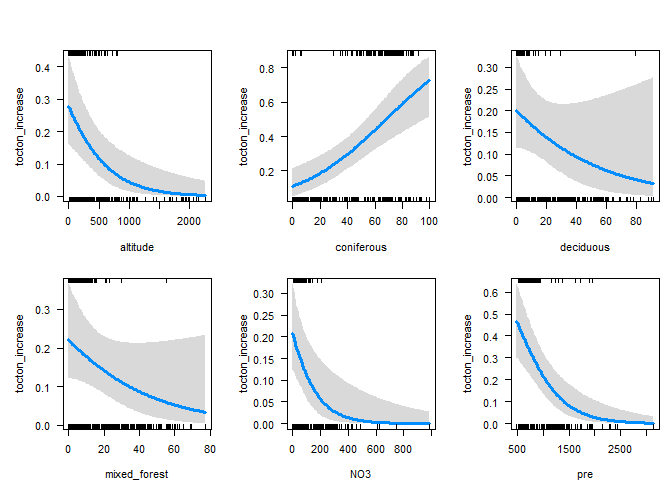 tocton_increase
0.4
0.3
0.2
0.1
0.0
0 500 1000 2000
altitude
tocton_increase
0.8
0.6
0.4
0.2
0 20 40 60 80 100
coniferous
tocton_increase
0.30
0.25
0.20
0.15
0.10
0.05
0.00
0 20 40 60 80
deciduous
tocton_increase
0.3
0.2
0.1
0.0
0 20 40 60 80
mixed_forest
tocton_increase
0.30
0.25
0.20
0.15
0.10
0.05
0.00
0 200 400 600 800
NO3
tocton_increase
0.6
0.5
0.4
0.3
0.2
0.1
0.0
500 1500 2500
pre